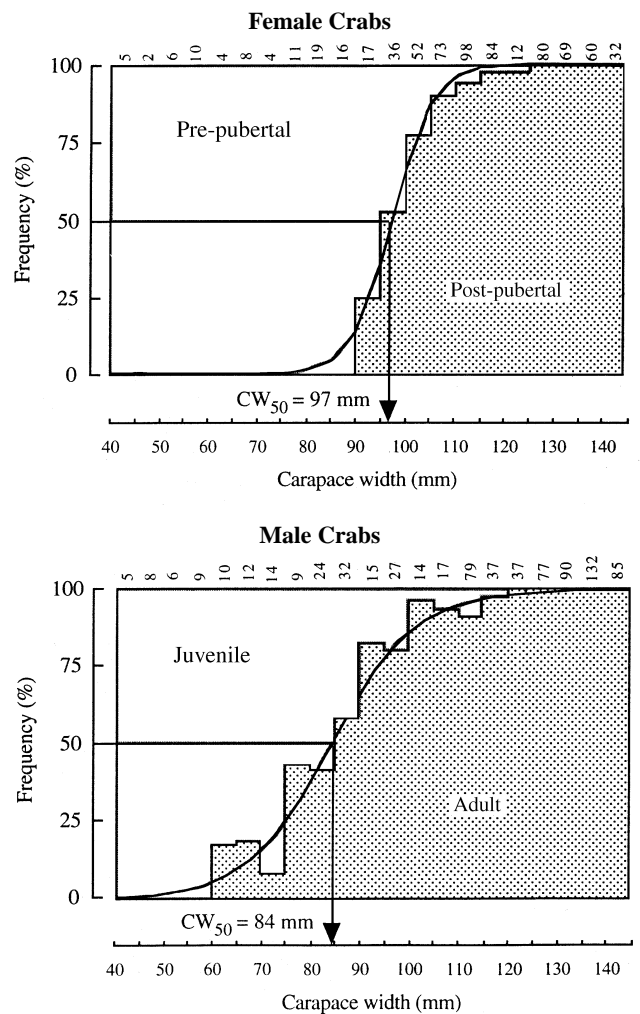 Female Crabs
5 2 6 10 4 8 4 11 19 16 17 36 52 73 98 84 12 80 69 60 32
100
75
50
25
0
Frequency (%)
Pre-pubertal
Post-pubertal
CW50 = 97 mm
40 50 60 70 80 90 100 110 120 130 140
Carapace width (mm)
Male Crabs
5 8 6 9 10 12 14 9 24 32 15 27 14 17 79 37 37 77 90 132 85
100
75
50
25
0
Frequency (%)
Juvenile
Adult
CW50 = 84 mm
40 50 60 70 80 90 100 110 120 130 140
Carapace width (mm)